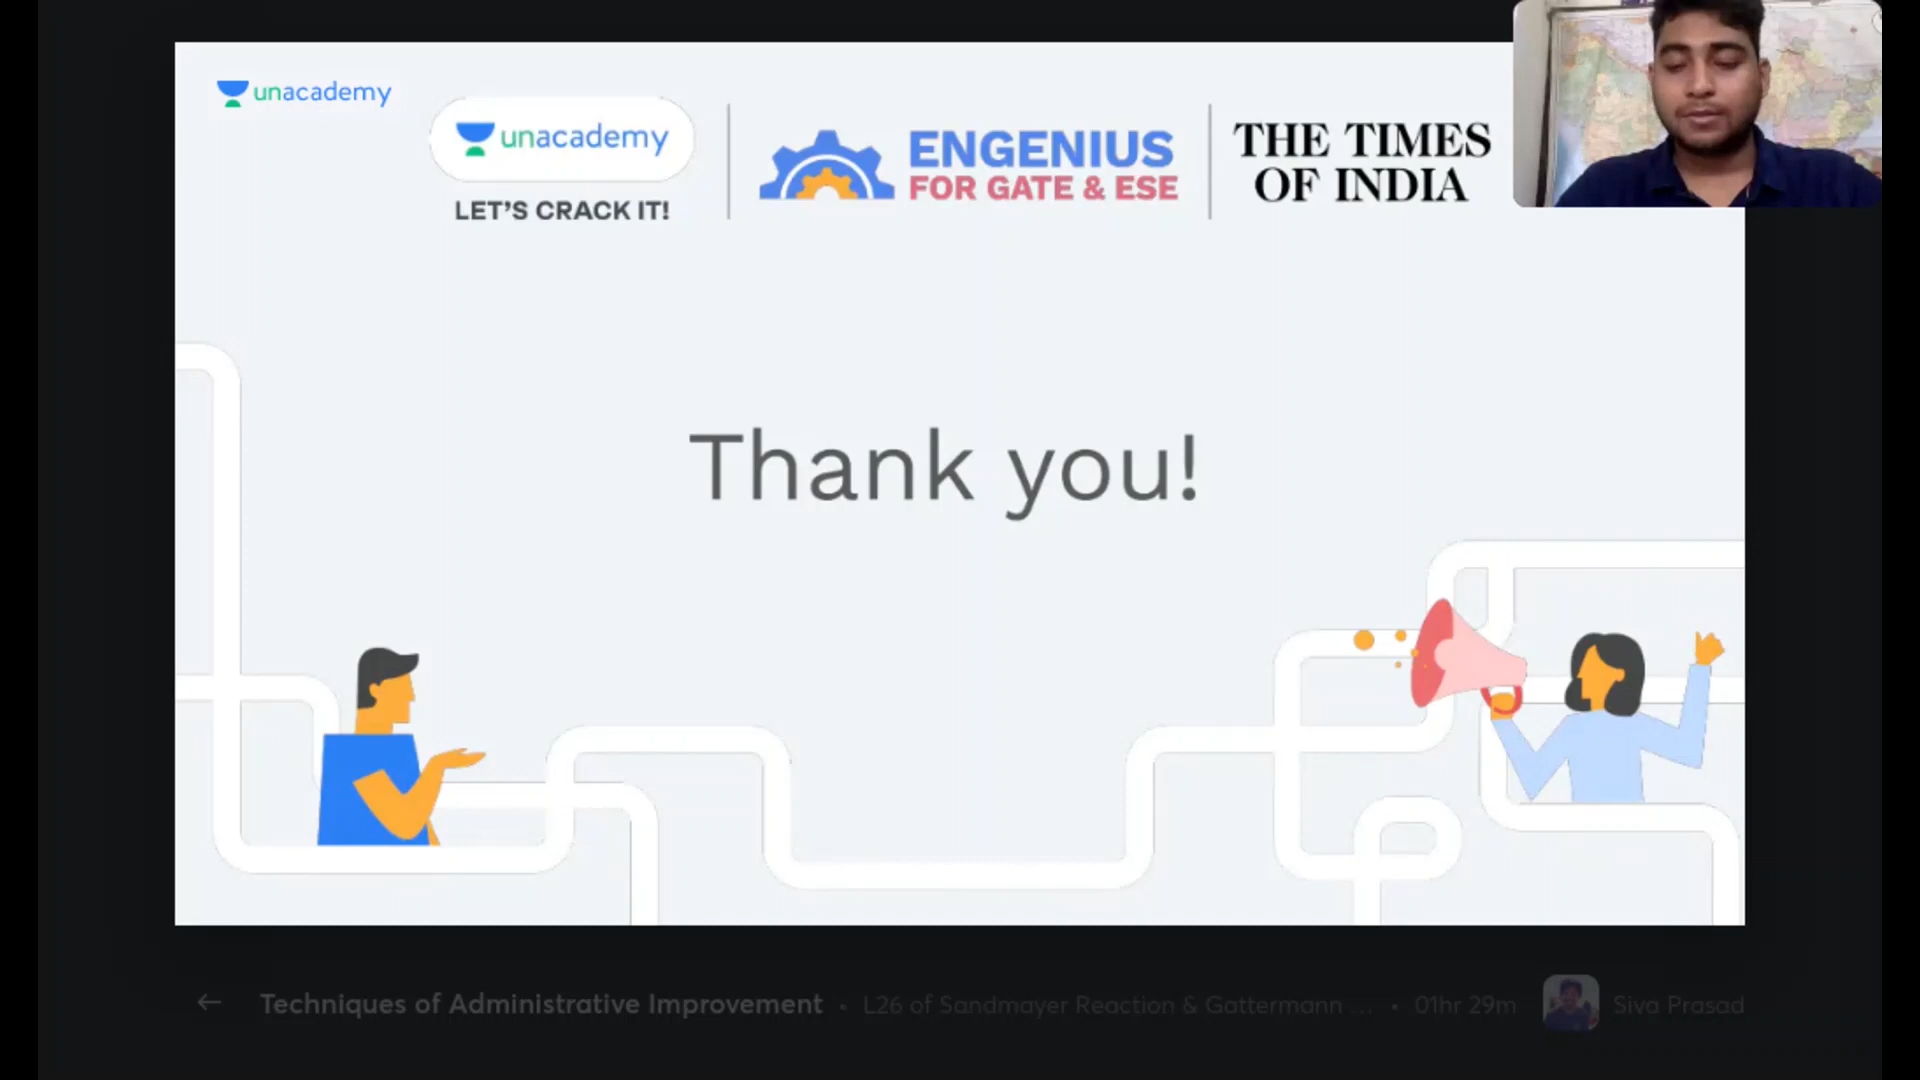 unacademy
unacademy
LET'S CRACK IT!
ENGENIUS
FOR GATE & ESE
THE TIMES
OF INDIA
Thank you!
Techniques of Administrative Improvement • L26 of Sandmayer Reaction & Gattermann ... • 01hr 29m Siva Prasad